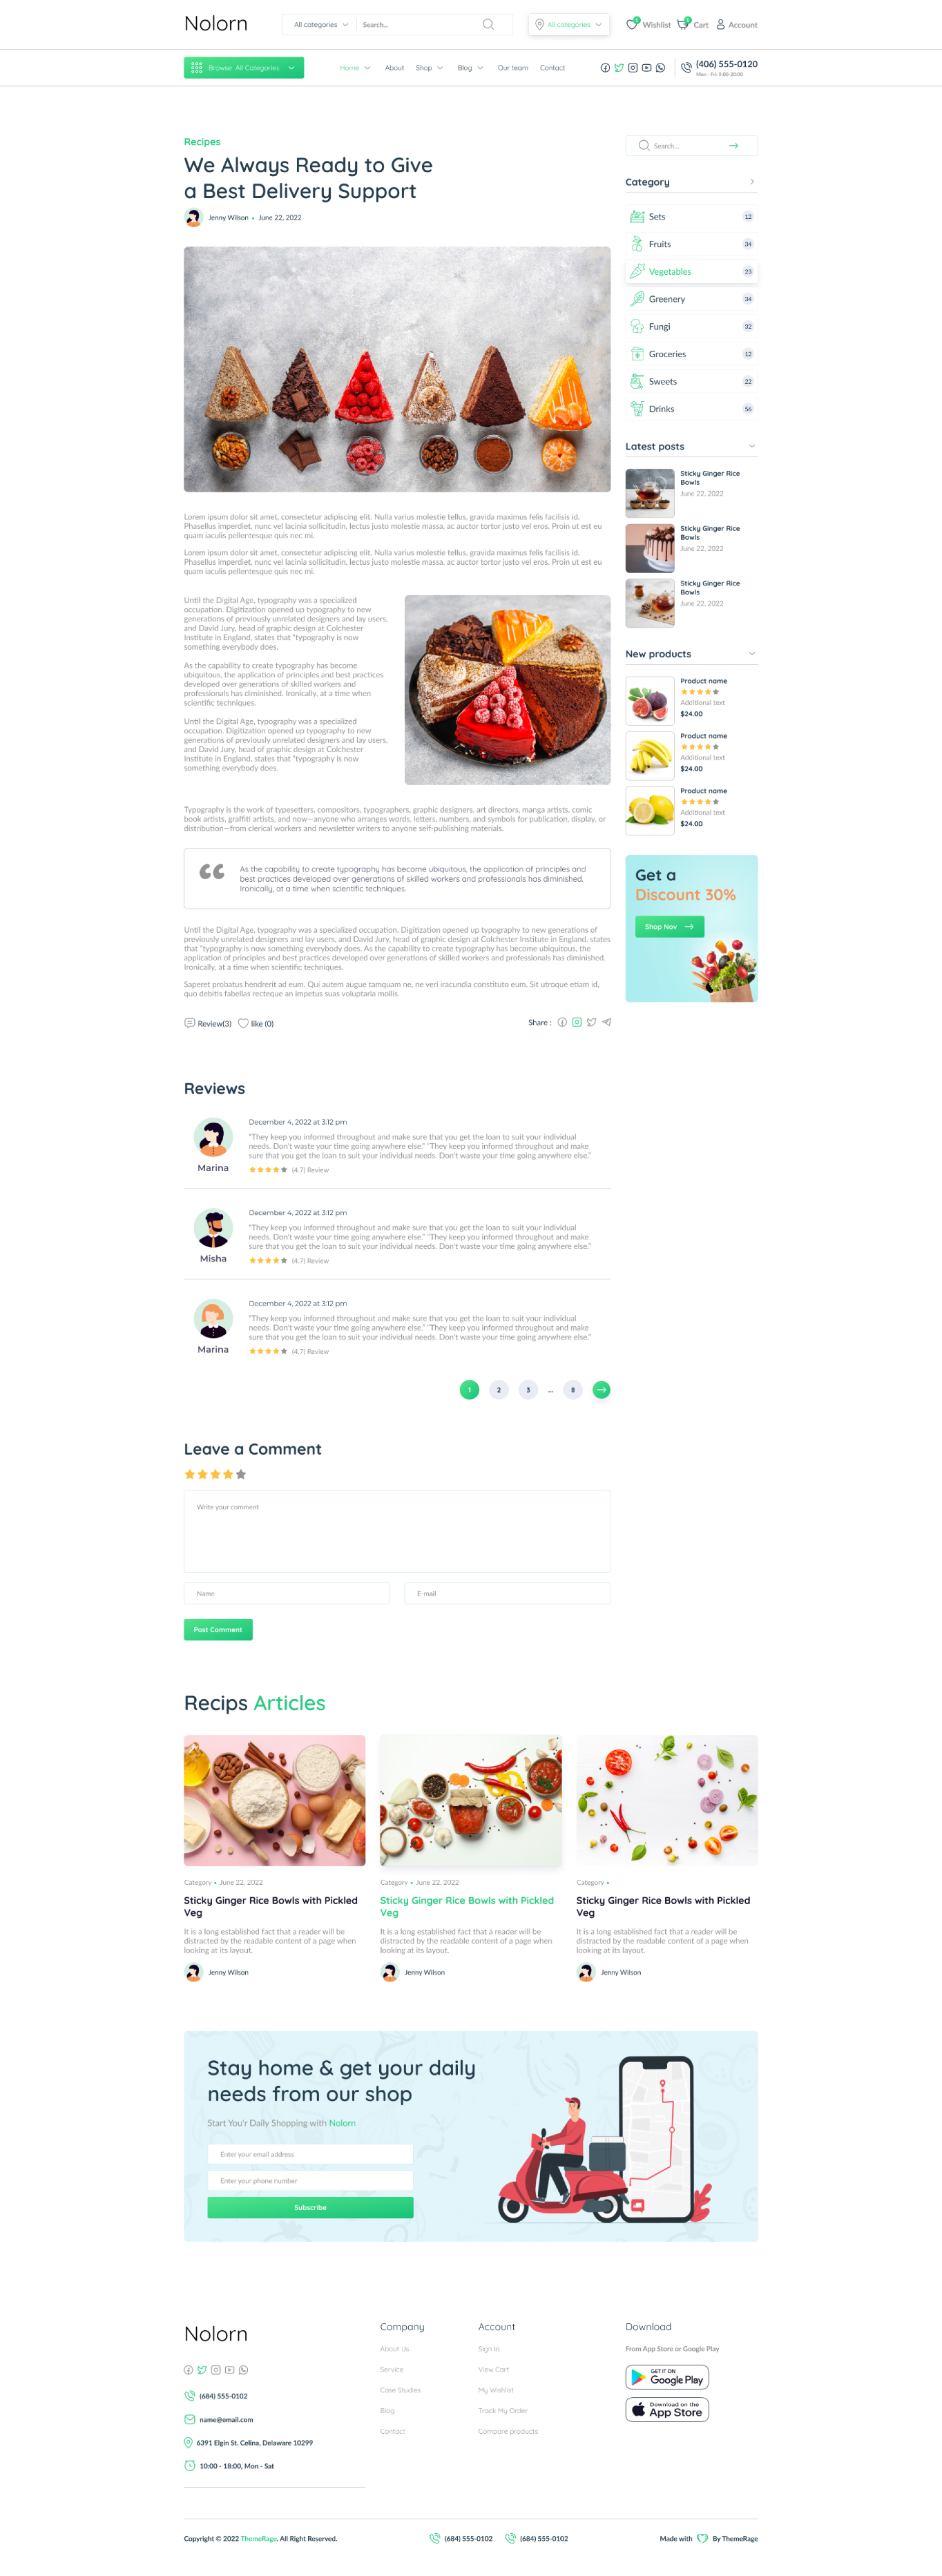 Nolorn
All categories
Search...
All categories
1
Wishlist
1
Cart
Account
Browse All Categories
Home
About
Shop
Blog
Our team
Contact
(406) 555-0120
Mon - Fri: 9:00-20:00
Recipes
We Always Ready to Give
a Best Delivery Support
Jenny Wilson • June 22, 2022
Lorem ipsum dolor sit amet, consectetur adipiscing elit. Nulla varius molestie tellus, gravida maximus felis facilisis id.
Phasellus imperdiet, nunc vel lacinia sollicitudin, lectus justo molestie massa, ac auctor tortor justo vel eros. Proin ut est eu
quam iaculis pellentesque quis nec mi.
Lorem ipsum dolor sit amet, consectetur adipiscing elit. Nulla varius molestie tellus, gravida maximus felis facilisis id.
Phasellus imperdiet, nunc vel lacinia sollicitudin, lectus justo molestie massa, ac auctor tortor justo vel eros. Proin ut est eu
quam iaculis pellentesque quis nec mi.
Until the Digital Age, typography was a specialized
occupation. Digitization opened up typography to new
generations of previously unrelated designers and lay users,
and David Jury, head of graphic design at Colchester
Institute in England, states that "typography is now
something everybody does.
As the capability to create typography has become
ubiquitous, the application of principles and best practices
developed over generations of skilled workers and
professionals has diminished. Ironically, at a time when
scientific techniques.
Until the Digital Age, typography was a specialized
occupation. Digitization opened up typography to new
generations of previously unrelated designers and lay users,
and David Jury, head of graphic design at Colchester
Institute in England, states that "typography is now
something everybody does.
Typography is the work of typesetters, compositors, typographers, graphic designers, art directors, manga artists, comic
book artists, graffiti artists, and now—anyone who arranges words, letters, numbers, and symbols for publication, display, or
distribution—from clerical workers and newsletter writers to anyone self-publishing materials.
“
As the capability to create typography has become ubiquitous, the application of principles and
best practices developed over generations of skilled workers and professionals has diminished.
Ironically, at a time when scientific techniques.
Until the Digital Age, typography was a specialized occupation. Digitization opened up typography to new generations of
previously unrelated designers and lay users, and David Jury, head of graphic design at Colchester Institute in England, states
that "typography is now something everybody does. As the capability to create typography has become ubiquitous, the
application of principles and best practices developed over generations of skilled workers and professionals has diminished.
Ironically, at a time when scientific techniques.
Saperet probatus hendrerit ad eum. Qui autem augue tamquam ne, ne veri iracundia constituto eum. Sit utroque etiam id,
quo debitis fabellas recteque an impetus suas voluptaria mollis.
Review(3)
like (0)
Share :
Search...
Category
Sets
12
Fruits
34
Vegetables
23
Greenery
34
Fungi
32
Groceries
12
Sweets
22
Drinks
56
Latest posts
Sticky Ginger Rice
Bowls
June 22, 2022
Sticky Ginger Rice
Bowls
June 22, 2022
Sticky Ginger Rice
Bowls
June 22, 2022
New products
Product name
Additional text
$24.00
Product name
Additional text
$24.00
Product name
Additional text
$24.00
Get a
Discount 30%
Shop Nov
Reviews
December 4, 2022 at 3:12 pm
"They keep you informed throughout and make sure that you get the loan to suit your individual
needs. Don't waste your time going anywhere else." "They keep you informed throughout and make
sure that you get the loan to suit your individual needs. Don't waste your time going anywhere else."
Marina
(4,7) Review
December 4, 2022 at 3:12 pm
"They keep you informed throughout and make sure that you get the loan to suit your individual
needs. Don't waste your time going anywhere else." "They keep you informed throughout and make
sure that you get the loan to suit your individual needs. Don't waste your time going anywhere else."
Misha
(4,7) Review
December 4, 2022 at 3:12 pm
"They keep you informed throughout and make sure that you get the loan to suit your individual
needs. Don't waste your time going anywhere else." "They keep you informed throughout and make
sure that you get the loan to suit your individual needs. Don't waste your time going anywhere else."
Marina
(4,7) Review
1 2 3 ... 8
Leave a Comment
Write your comment
Name
E-mail
Post Comment
Recips Articles
Category • June 22, 2022
Sticky Ginger Rice Bowls with Pickled
Veg
It is a long established fact that a reader will be
distracted by the readable content of a page when
looking at its layout.
Jenny Wilson
Category • June 22, 2022
Sticky Ginger Rice Bowls with Pickled
Veg
It is a long established fact that a reader will be
distracted by the readable content of a page when
looking at its layout.
Jenny Wilson
Category •
Sticky Ginger Rice Bowls with Pickled
Veg
It is a long established fact that a reader will be
distracted by the readable content of a page when
looking at its layout.
Jenny Wilson
Stay home & get your daily
needs from our shop
Start You'r Daily Shopping with Nolorn
Enter your email address
Enter your phone number
Subscribe
Nolorn
(684) 555-0102
name@email.com
6391 Elgin St. Celina, Delaware 10299
10:00 - 18:00, Mon - Sat
Company
About Us
Service
Case Studies
Blog
Contact
Account
Sign In
View Cart
My Wishlist
Track My Order
Compare products
Download
From App Store or Google Play
GET IT ON
Google Play
Download on the
App Store
Copyright © 2022 ThemeRage. All Right Reserved.
(684) 555-0102
(684) 555-0102
Made with
By ThemeRage